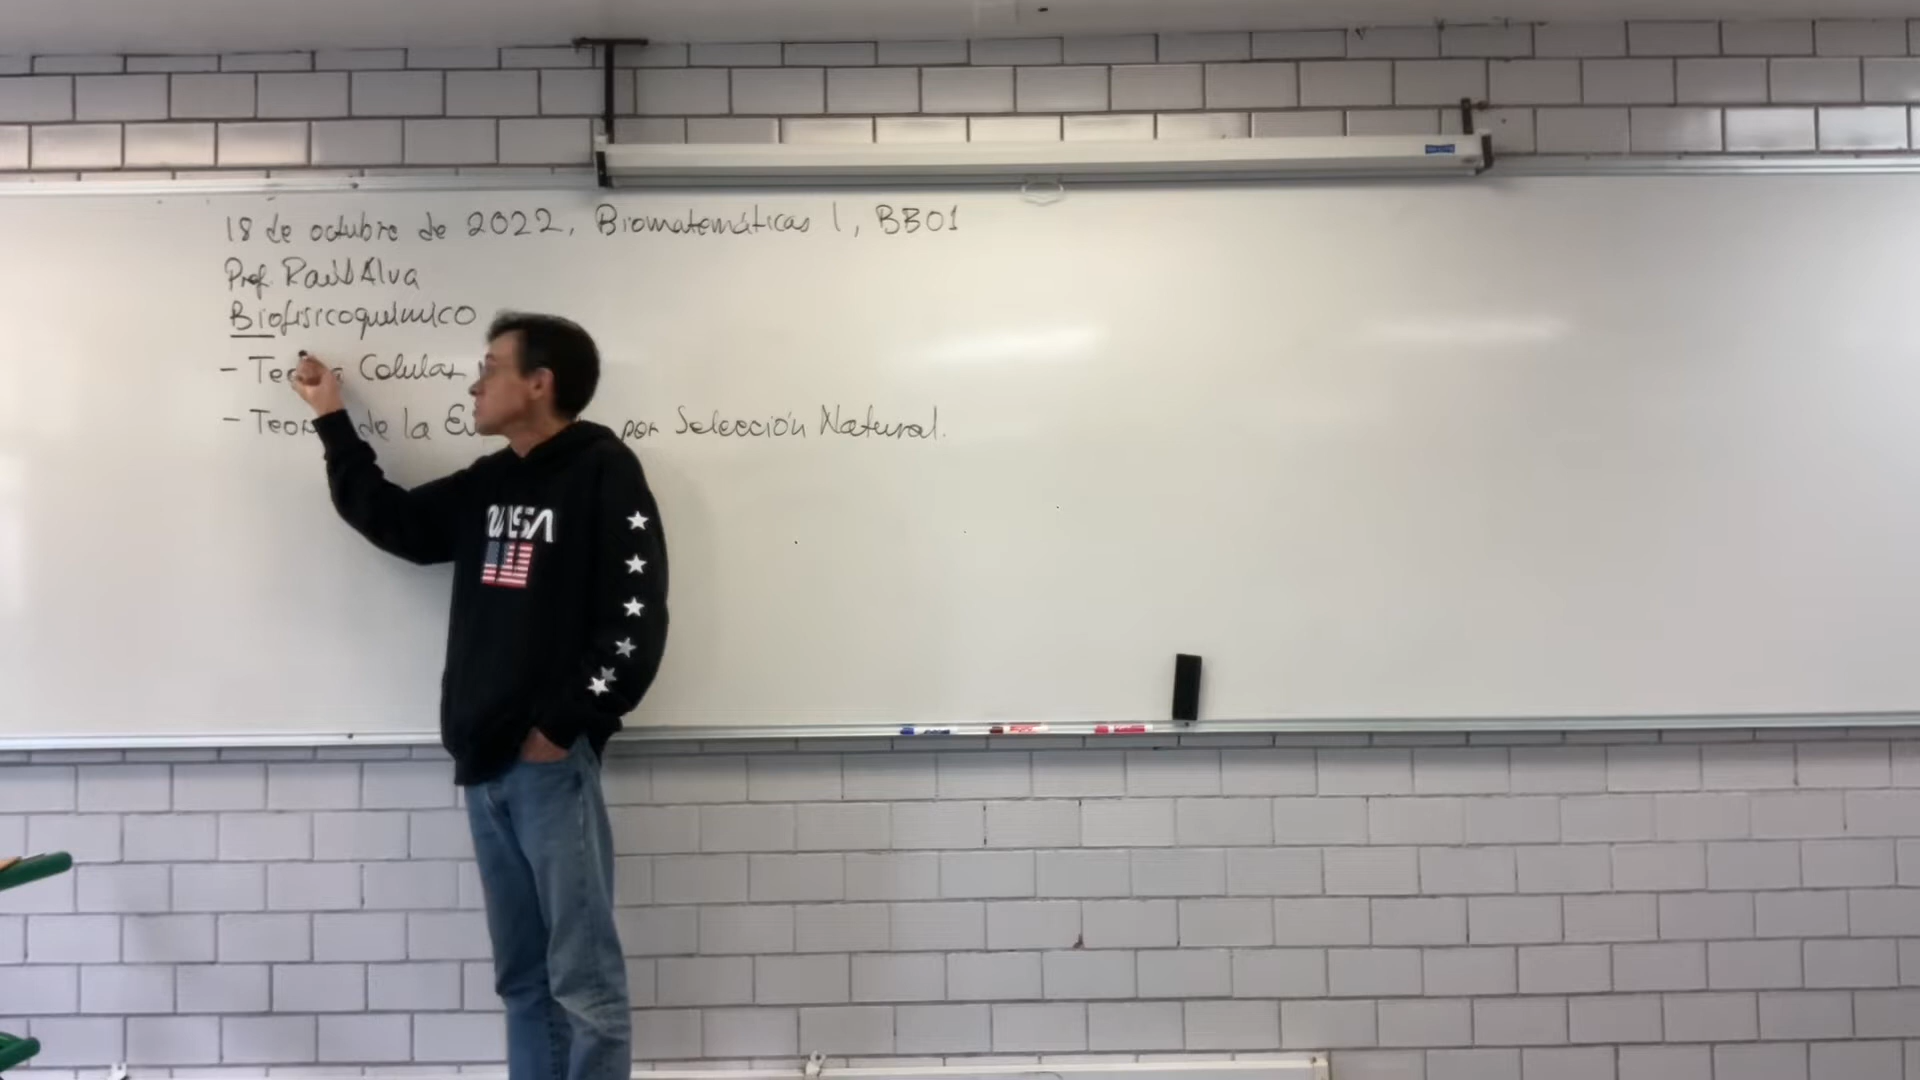 18 de octubre de 2022, Biomatemáticas I, BB01
Prof. Raúl Alva
Biofisicoquímico
- Celular
- de la por Selección Natural.
NASA